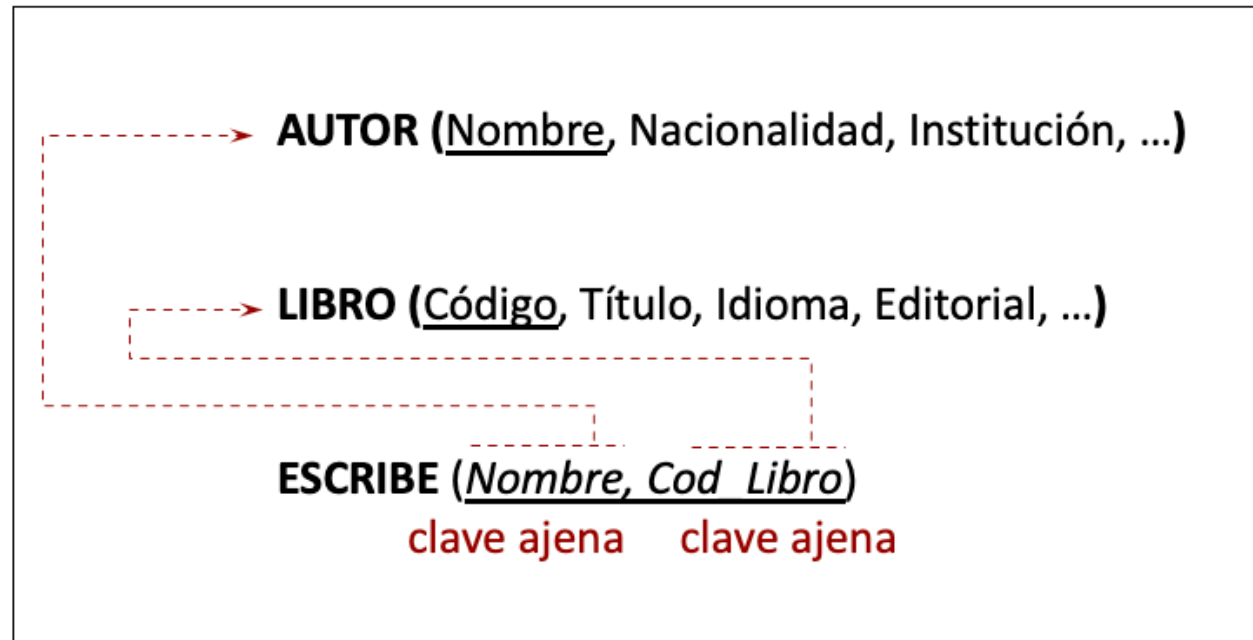 AUTOR (Nombre, Nacionalidad, Institución, ...)
LIBRO (Código, Título, Idioma, Editorial, ...)
ESCRIBE (Nombre, Cod_Libro)
clave ajena clave ajena